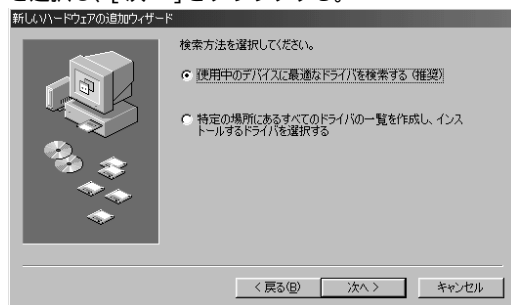 新しいハードウェアの追加ウィザード
検索方法を選択してください。
使用中のデバイスに最適なドライバを検索する (推奨)
特定の場所にあるすべてのドライバの一覧を作成し、インス
トールするドライバを選択する
< 戻る(B)
次へ >
キャンセル